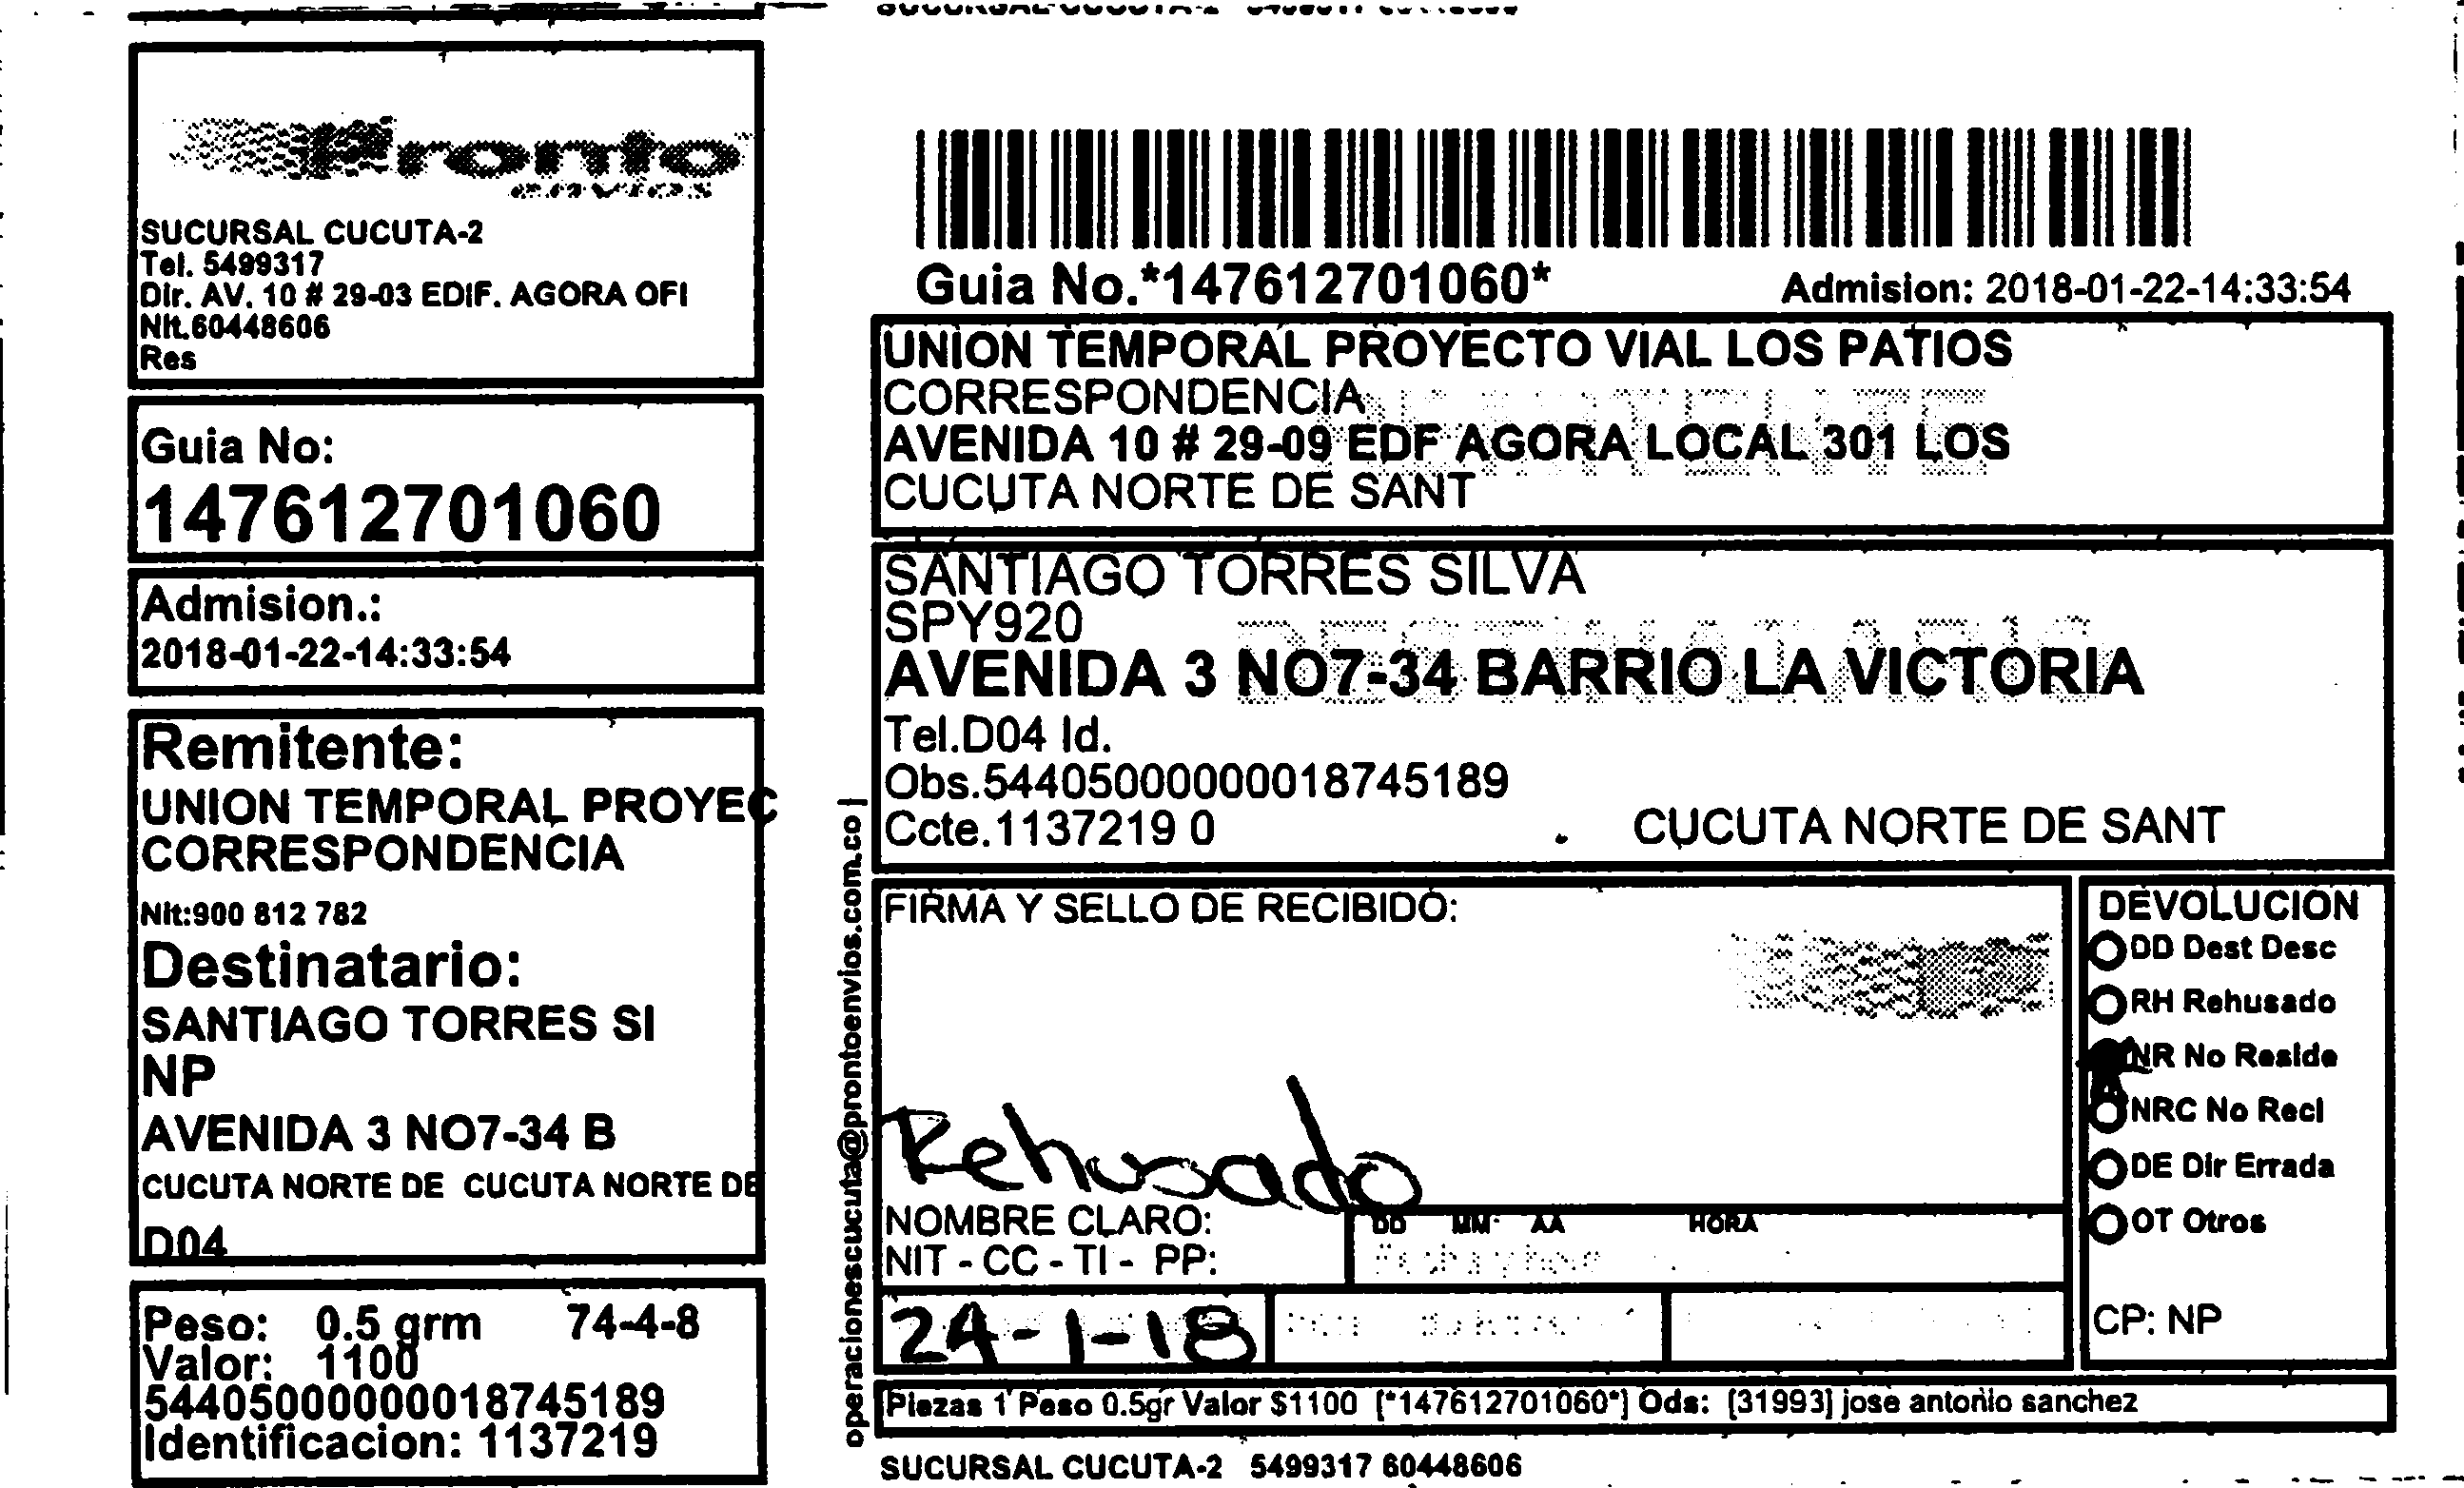 Pronto
envios
SUCURSAL CUCUTA-2
Tel. 5499317
Dir. AV. 10 # 29-03 EDIF. AGORA OFI
Nit.60448606
Res
Guia No:
147612701060
Admision.:
2018-01-22-14:33:54
Remitente:
UNION TEMPORAL PROYEC
CORRESPONDENCIA
Nit:900 812 782
Destinatario:
SANTIAGO TORRES SI
NP
AVENIDA 3 NO7-34 B
CUCUTA NORTE DE CUCUTA NORTE DE
D04
Peso: 0.5 grm 74-4-8
Valor: 1100
544050000000018745189
Identificacion: 1137219
operacionescucuta@prontoenvios.com.co |
Guia No.*147612701060*
Admision: 2018-01-22-14:33:54
UNION TEMPORAL PROYECTO VIAL LOS PATIOS
CORRESPONDENCIA
AVENIDA 10 # 29-09 EDF AGORA LOCAL 301 LOS
CUCUTA NORTE DE SANT
SANTIAGO TORRES SILVA
SPY920
DESTINATARIO
AVENIDA 3 NO7-34 BARRIO LA VICTORIA
Tel.D04 Id.
Obs.544050000000018745189
Ccte.1137219 0 CUCUTA NORTE DE SANT
FIRMA Y SELLO DE RECIBIDO:
Rehusado
NOMBRE CLARO:
NIT - CC - TI - PP:
DD MM AA HORA
24-1-18
DEVOLUCION
DD Dest Desc
RH Rehusado
NR No Reside
NRC No Recl
DE Dir Errada
OT Otros
CP: NP
Piezas 1 Peso 0.5gr Valor $1100 [*147612701060*] Ods: [31993] jose antonio sanchez
SUCURSAL CUCUTA-2 5499317 60448606